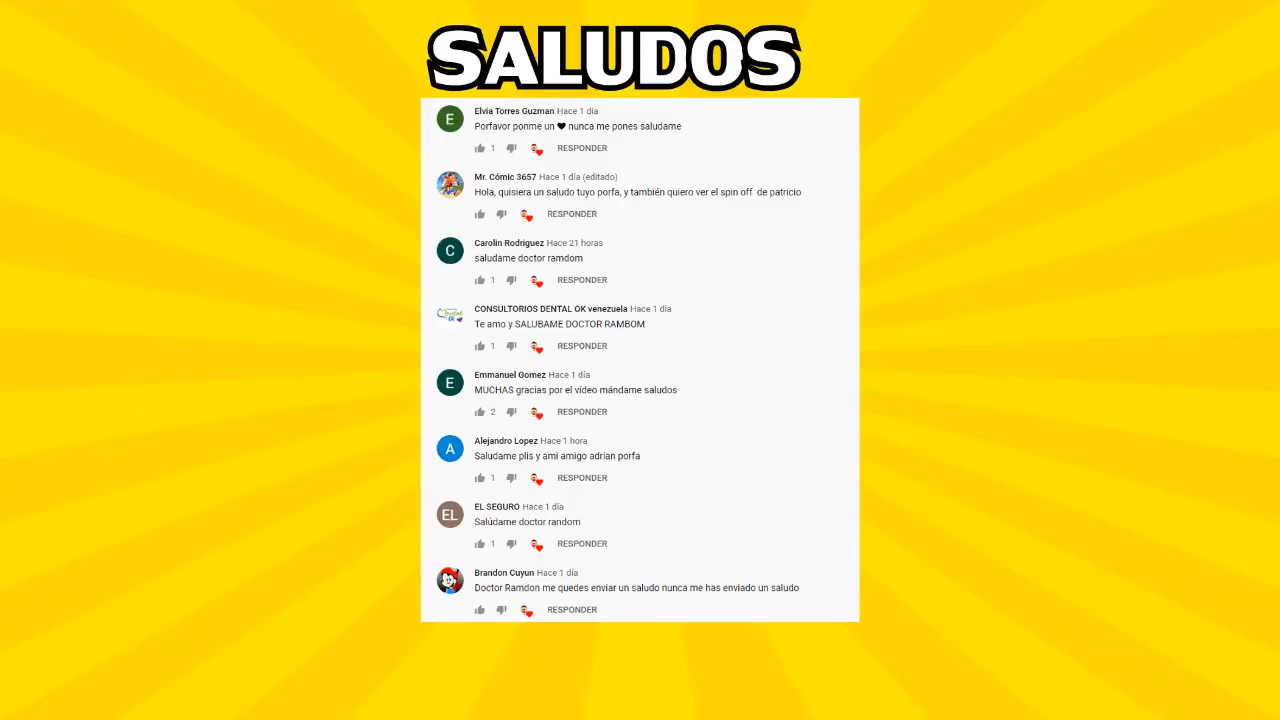 SALUDOS
E
Elvia Torres Guzman Hace 1 día
Porfavor ponme un 🖤 nunca me pones saludame
1 RESPONDER
Mr. Cómic 3657 Hace 1 día (editado)
Hola, quisiera un saludo tuyo porfa, y también quiero ver el spin off de patricio
RESPONDER
C
Carolin Rodriguez Hace 21 horas
saludame doctor ramdom
1 RESPONDER
CONSULTORIOS DENTAL OK venezuela Hace 1 día
Te amo y SALUBAME DOCTOR RAMBOM
1 RESPONDER
E
Emmanuel Gomez Hace 1 día
MUCHAS gracias por el vídeo mándame saludos
2 RESPONDER
A
Alejandro Lopez Hace 1 hora
Saludame plis y ami amigo adrian porfa
1 RESPONDER
EL
EL SEGURO Hace 1 día
Salúdame doctor random
1 RESPONDER
Brandon Cuyun Hace 1 día
Doctor Ramdon me quedes enviar un saludo nunca me has enviado un saludo
RESPONDER